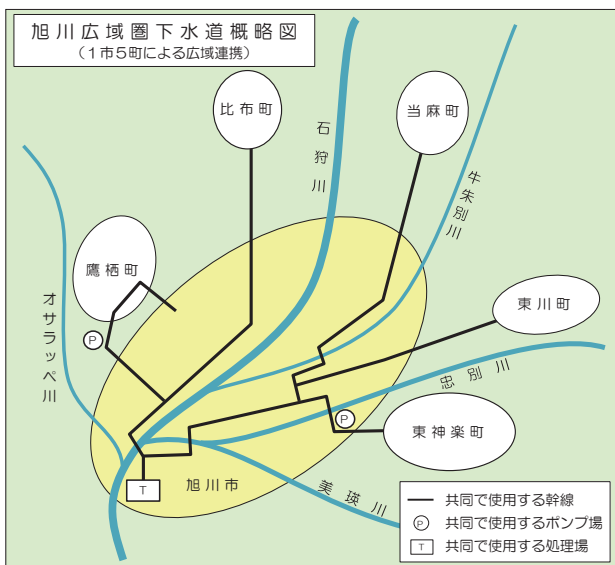 旭川広域圏下水道概略図
（１市５町による広域連携）
比布町
当麻町
石狩川
牛朱別川
鷹栖町
オサラッペ川
P
東川町
忠別川
P
東神楽町
T
旭川市
美瑛川
共同で使用する幹線
P 共同で使用するポンプ場
T 共同で使用する処理場